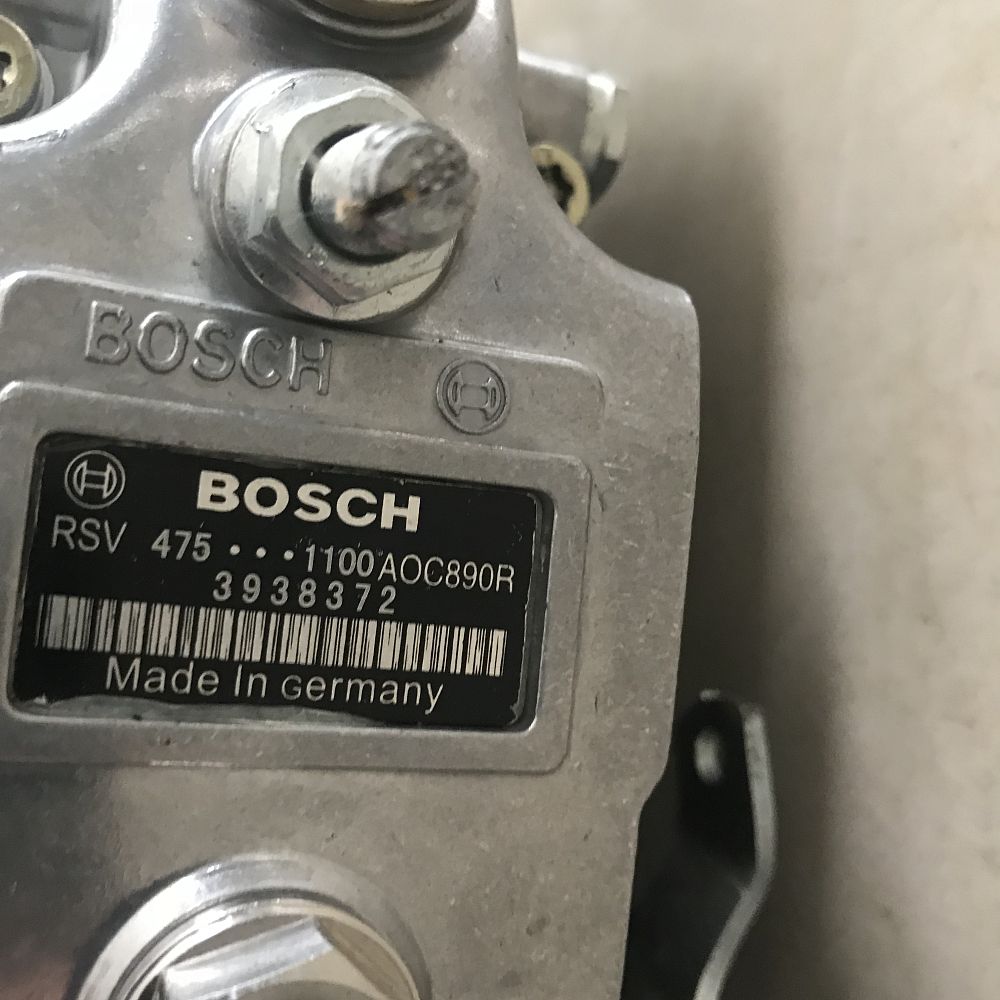 BOSCH
BOSCH
RSV 475 • • • 1100 AOC890R
3938372
Made In Germany